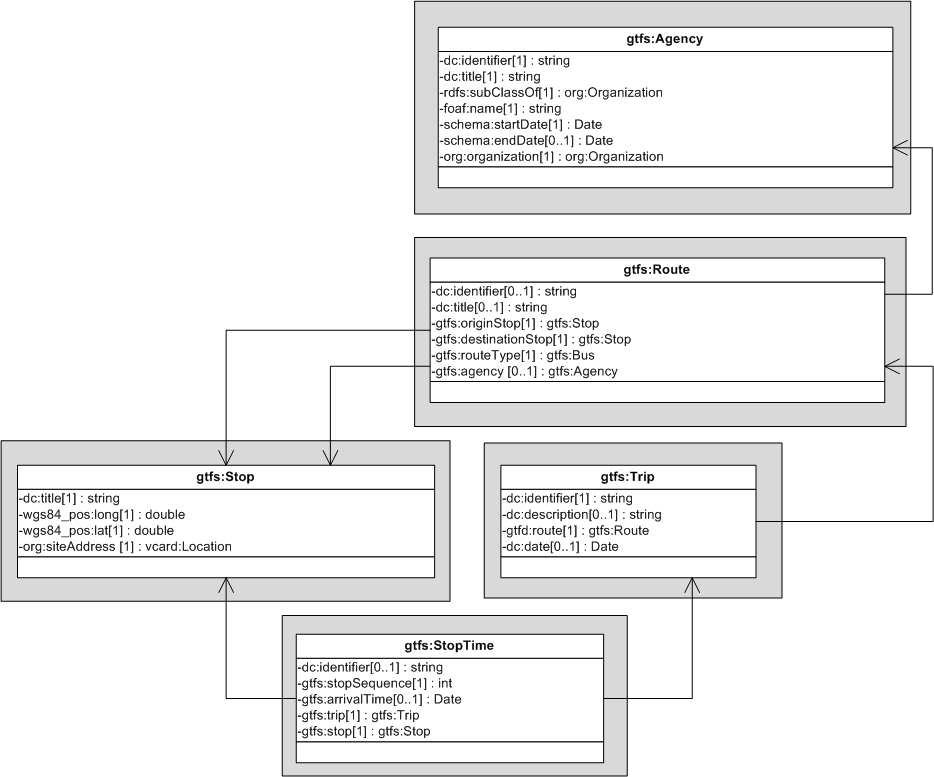 gtfs:Agency
-dc:identifier[1] : string
-dc:title[1] : string
-rdfs:subClassOf[1] : org:Organization
-foaf:name[1] : string
-schema:startDate[1] : Date
-schema:endDate[0..1] : Date
-org:organization[1] : org:Organization
gtfs:Route
-dc:identifier[0..1] : string
-dc:title[0..1] : string
-gtfs:originStop[1] : gtfs:Stop
-gtfs:destinationStop[1] : gtfs:Stop
-gtfs:routeType[1] : gtfs:Bus
-gtfs:agency [0..1] : gtfs:Agency
gtfs:Stop
-dc:title[1] : string
-wgs84_pos:long[1] : double
-wgs84_pos:lat[1] : double
-org:siteAddress [1] : vcard:Location
gtfs:Trip
-dc:identifier[1] : string
-dc:description[0..1] : string
-gtfd:route[1] : gtfs:Route
-dc:date[0..1] : Date
gtfs:StopTime
-dc:identifier[0..1] : string
-gtfs:stopSequence[1] : int
-gtfs:arrivalTime[0..1] : Date
-gtfs:trip[1] : gtfs:Trip
-gtfs:stop[1] : gtfs:Stop